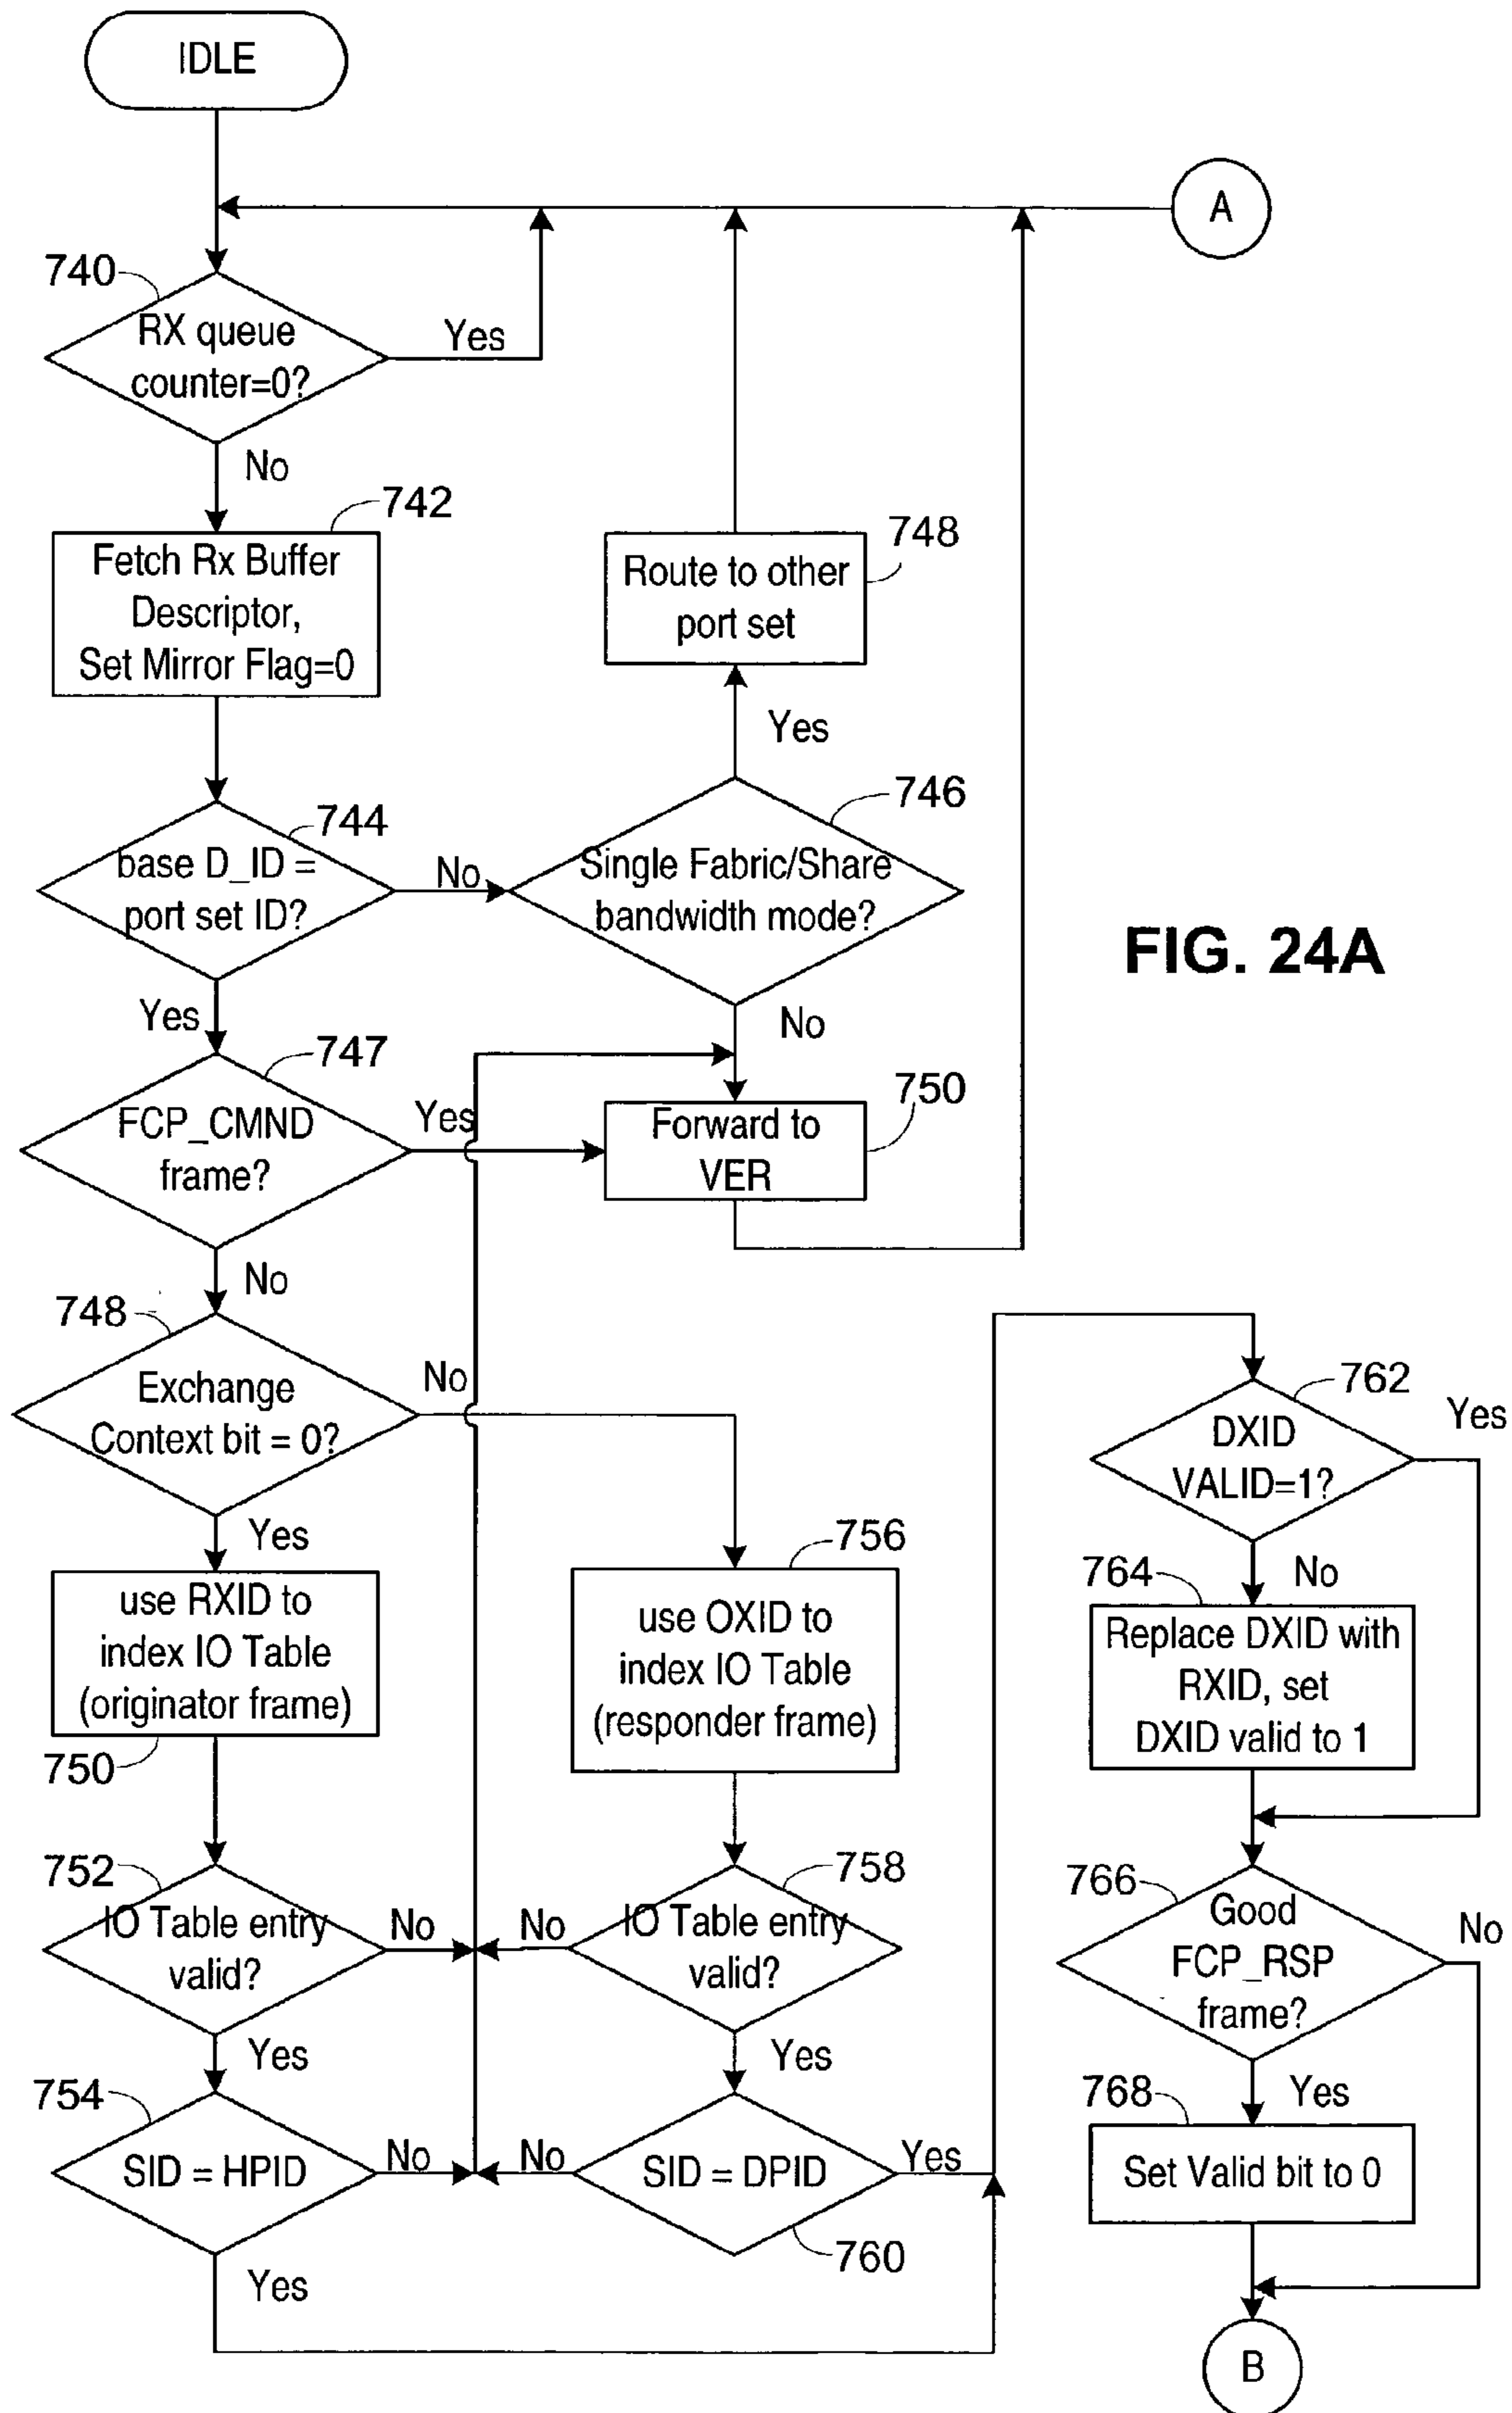 IDLE
A
740
RX queue
counter=0?
Yes
No
742
Fetch Rx Buffer
Descriptor,
Set Mirror Flag=0
748
Route to other
port set
Yes
744
base D_ID =
port set ID?
No
746
Single Fabric/Share
bandwidth mode?
FIG. 24A
Yes
No
747
FCP_CMND
frame?
Yes
750
Forward to
VER
No
748
Exchange
Context bit = 0?
No
Yes
762
DXID
VALID=1?
Yes
No
756
use OXID to
index IO Table
(responder frame)
use RXID to
index IO Table
(originator frame)
750
764
Replace DXID with
RXID, set
DXID valid to 1
752
IO Table entry
valid?
No
No
758
IO Table entry
valid?
Yes
Yes
766
Good
FCP_RSP
frame?
No
Yes
754
SID = HPID
No
No
SID = DPID
Yes
760
Yes
768
Set Valid bit to 0
B